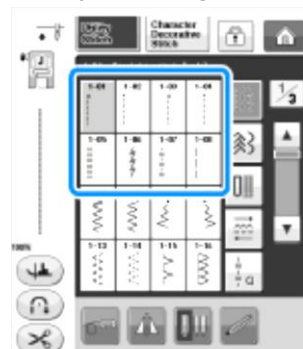 Utility Stitch
Character Decorative Stitch
1-01 1-02 1-03 1-04
1/3
1-05 1-06 1-07 1-08
1-13 1-14 1-15 1-16
100%
J
a